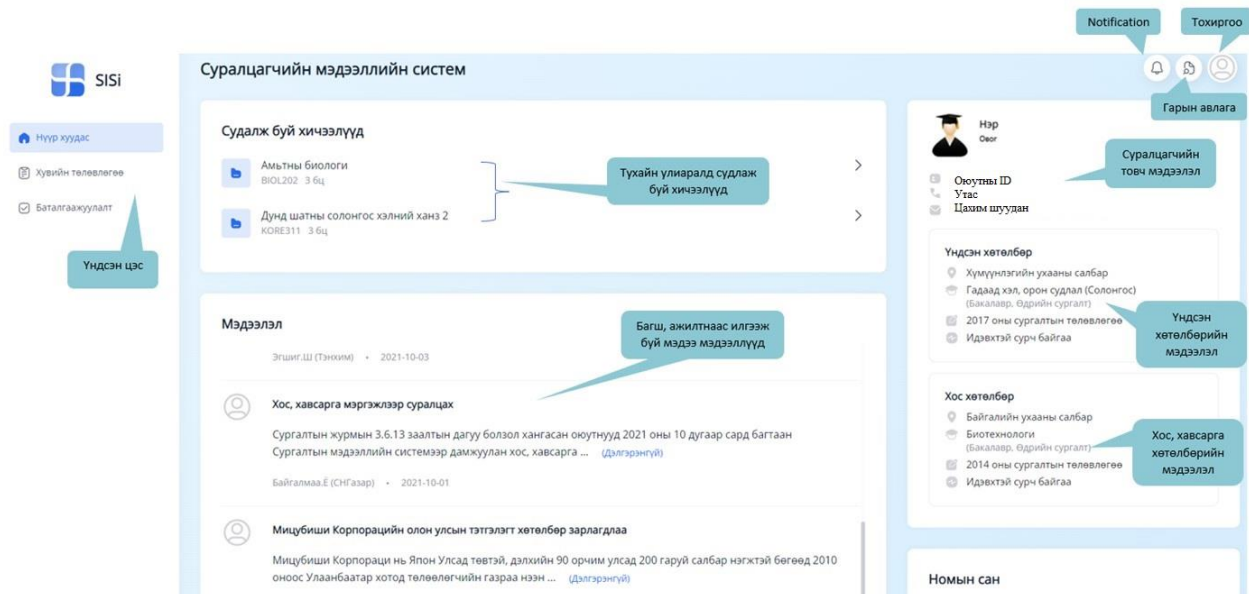 Notification
Тохиргоо
SISi
Суралцагчийн мэдээллийн систем
Гарын авлага
Нүүр хуудас
Хувийн төлөвлөгөө
Баталгаажуулалт
Үндсэн цэс
Судалж буй хичээлүүд
Амьтны биологи
BIOL202 3 бц
Дунд шатны солонгос хэлний ханз 2
KORE311 3 бц
Тухайн улиаралд судлаж
буй хичээлүүд
Мэдээлэл
Эгшиг.Ш (Тэнхим) • 2021-10-03
Багш, ажилтнаас илгээж
буй мэдээ мэдээллүүд
Хос, хавсарга мэргэжлээр суралцах
Сургалтын журмын 3.6.13 заалтын дагуу болзол хангасан оюутнууд 2021 оны 10 дугаар сард багтаан
Сургалтын мэдээллийн системээр дамжуулан хос, хавсарга ... (Дэлгэрэнгүй)
Байгалмаа.Ё (СНГазар) • 2021-10-01
Мицубиши Корпорацийн олон улсын тэтгэлэгт хөтөлбөр зарлагдлаа
Мицубиши Корпораци нь Япон Улсад төвтэй, дэлхийн 90 орчим улсад 200 гаруй салбар нэгжтэй бөгөөд 2010
оноос Улаанбаатар хотод төлөөлөгчийн газраа нээн ... (Дэлгэрэнгүй)
Нэр
Овог
Оюутны ID
Утас
Цахим шуудан
Суралцагчийн
товч мэдээлэл
Үндсэн хөтөлбөр
Хүмүүнлэгийн ухааны салбар
Гадаад хэл, орон судлал (Солонгос)
(Бакалавр, Өдрийн сургалт)
2017 оны сургалтын төлөвлөгөө
Идэвхтэй сурч байгаа
Үндсэн
хөтөлбөрийн
мэдээлэл
Хос хөтөлбөр
Байгалийн ухааны салбар
Биотехнологи
(Бакалавр, Өдрийн сургалт)
2014 оны сургалтын төлөвлөгөө
Идэвхтэй сурч байгаа
Хос, хавсарга
хөтөлбөрийн
мэдээлэл
Номын сан